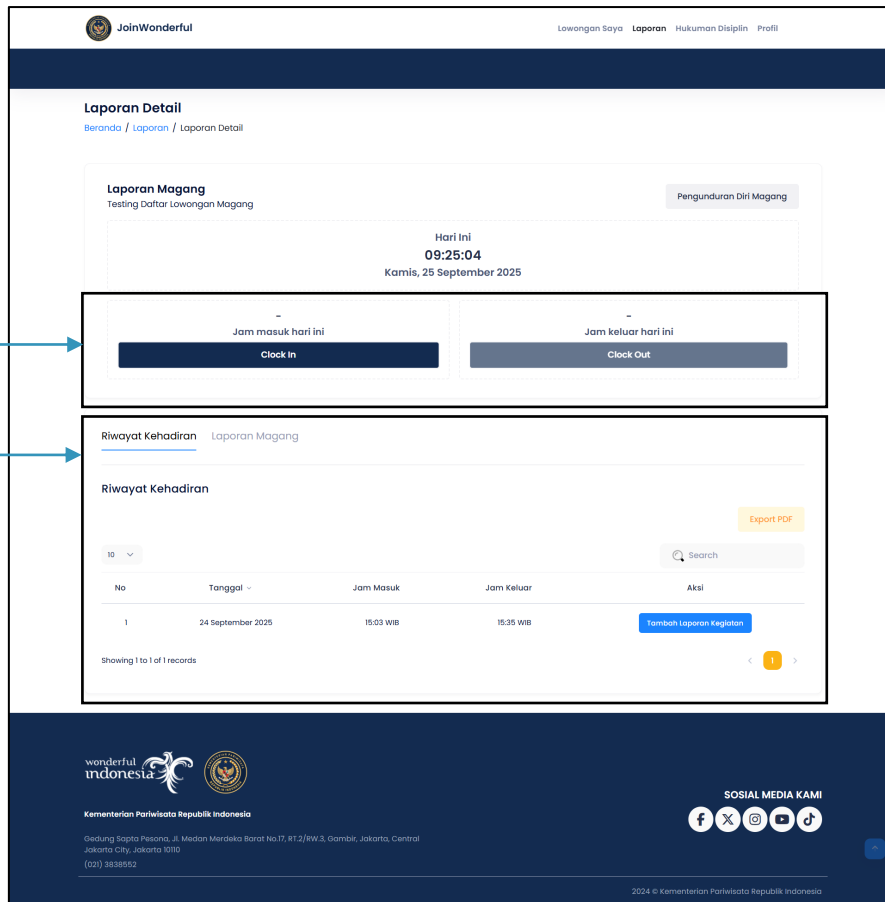 JoinWonderful
Lowongan Saya Laporan Hukuman Disiplin Profil
Laporan Detail
Beranda / Laporan / Laporan Detail
Laporan Magang
Testing Daftar Lowongan Magang
Pengunduran Diri Magang
Hari Ini
09:25:04
Kamis, 25 September 2025
-
Jam masuk hari ini
Clock In
-
Jam keluar hari ini
Clock Out
Riwayat Kehadiran Laporan Magang
Riwayat Kehadiran
Export PDF
10
Search
No Tanggal Jam Masuk Jam Keluar Aksi
1 24 September 2025 15:03 WIB 15:35 WIB Tambah Laporan Kegiatan
Showing 1 to 1 of 1 records
< 1 >
wonderful
indonesia
Kementerian Pariwisata Republik Indonesia
Gedung Sapta Pesona, Jl. Medan Merdeka Barat No.17, RT.2/RW.3, Gambir, Jakarta, Central
Jakarta City, Jakarta 10110
(021) 3838552
SOSIAL MEDIA KAMI
2024 © Kementerian Pariwisata Republik Indonesia